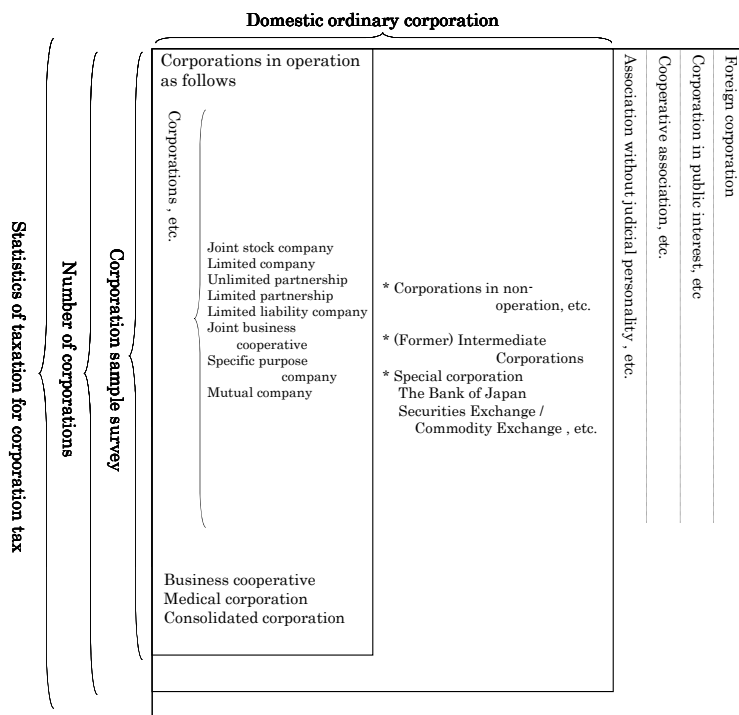 Domestic ordinary corporation
Statistics of taxation for corporation tax
Number of corporations
Corporation sample survey
Corporations in operation
as follows
Corporations , etc.
Joint stock company
Limited company
Unlimited partnership
Limited partnership
Limited liability company
Joint business
cooperative
Specific purpose
company
Mutual company
Business cooperative
Medical corporation
Consolidated corporation
* Corporations in non-
operation, etc.
* (Former) Intermediate
Corporations
* Special corporation
The Bank of Japan
Securities Exchange /
Commodity Exchange , etc.
Association without judicial personality , etc.
Cooperative association, etc.
Corporation in public interest, etc
Foreign corporation